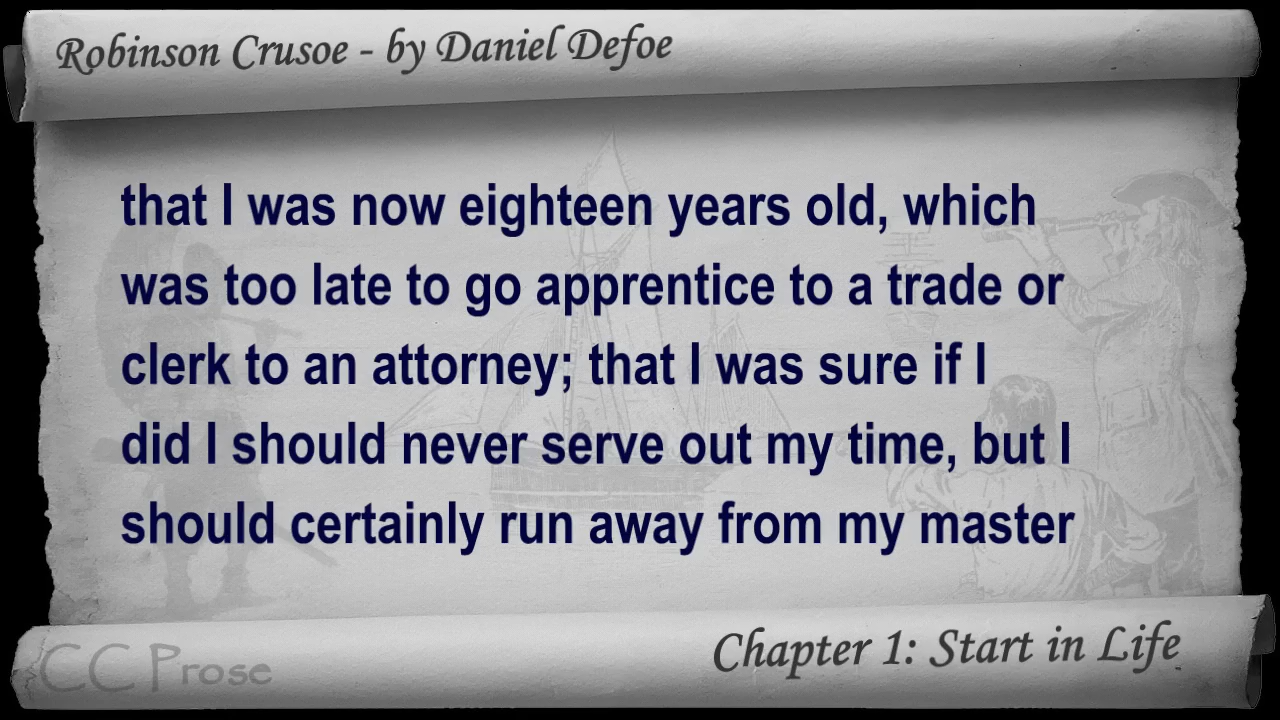 Robinson Crusoe - by Daniel Defoe
that I was now eighteen years old, which
was too late to go apprentice to a trade or
clerk to an attorney; that I was sure if I
did I should never serve out my time, but I
should certainly run away from my master
Chapter 1: Start in Life
CC Prose